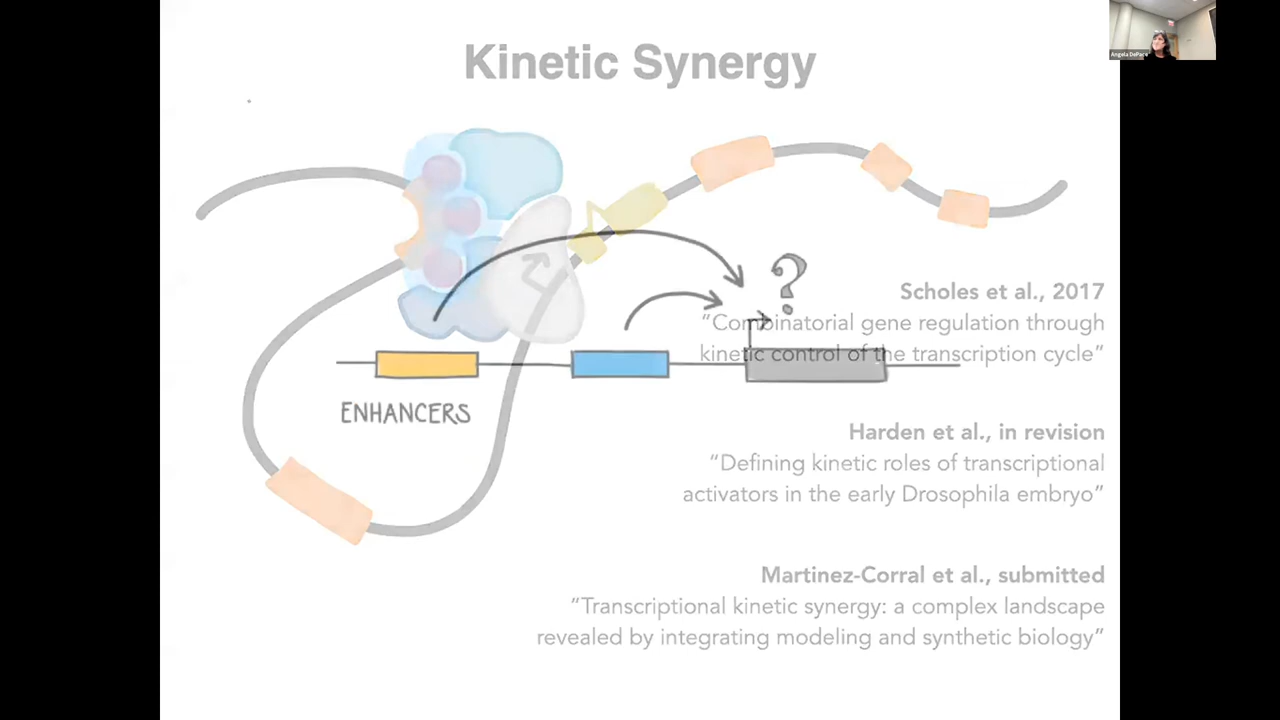 Kinetic Synergy
Angela DePace
?
Scholes et al., 2017
“Combinatorial gene regulation through
kinetic control of the transcription cycle”
ENHANCERS
Harden et al., in revision
“Defining kinetic roles of transcriptional
activators in the early Drosophila embryo”
Martinez-Corral et al., submitted
“Transcriptional kinetic synergy: a complex landscape
revealed by integrating modeling and synthetic biology”